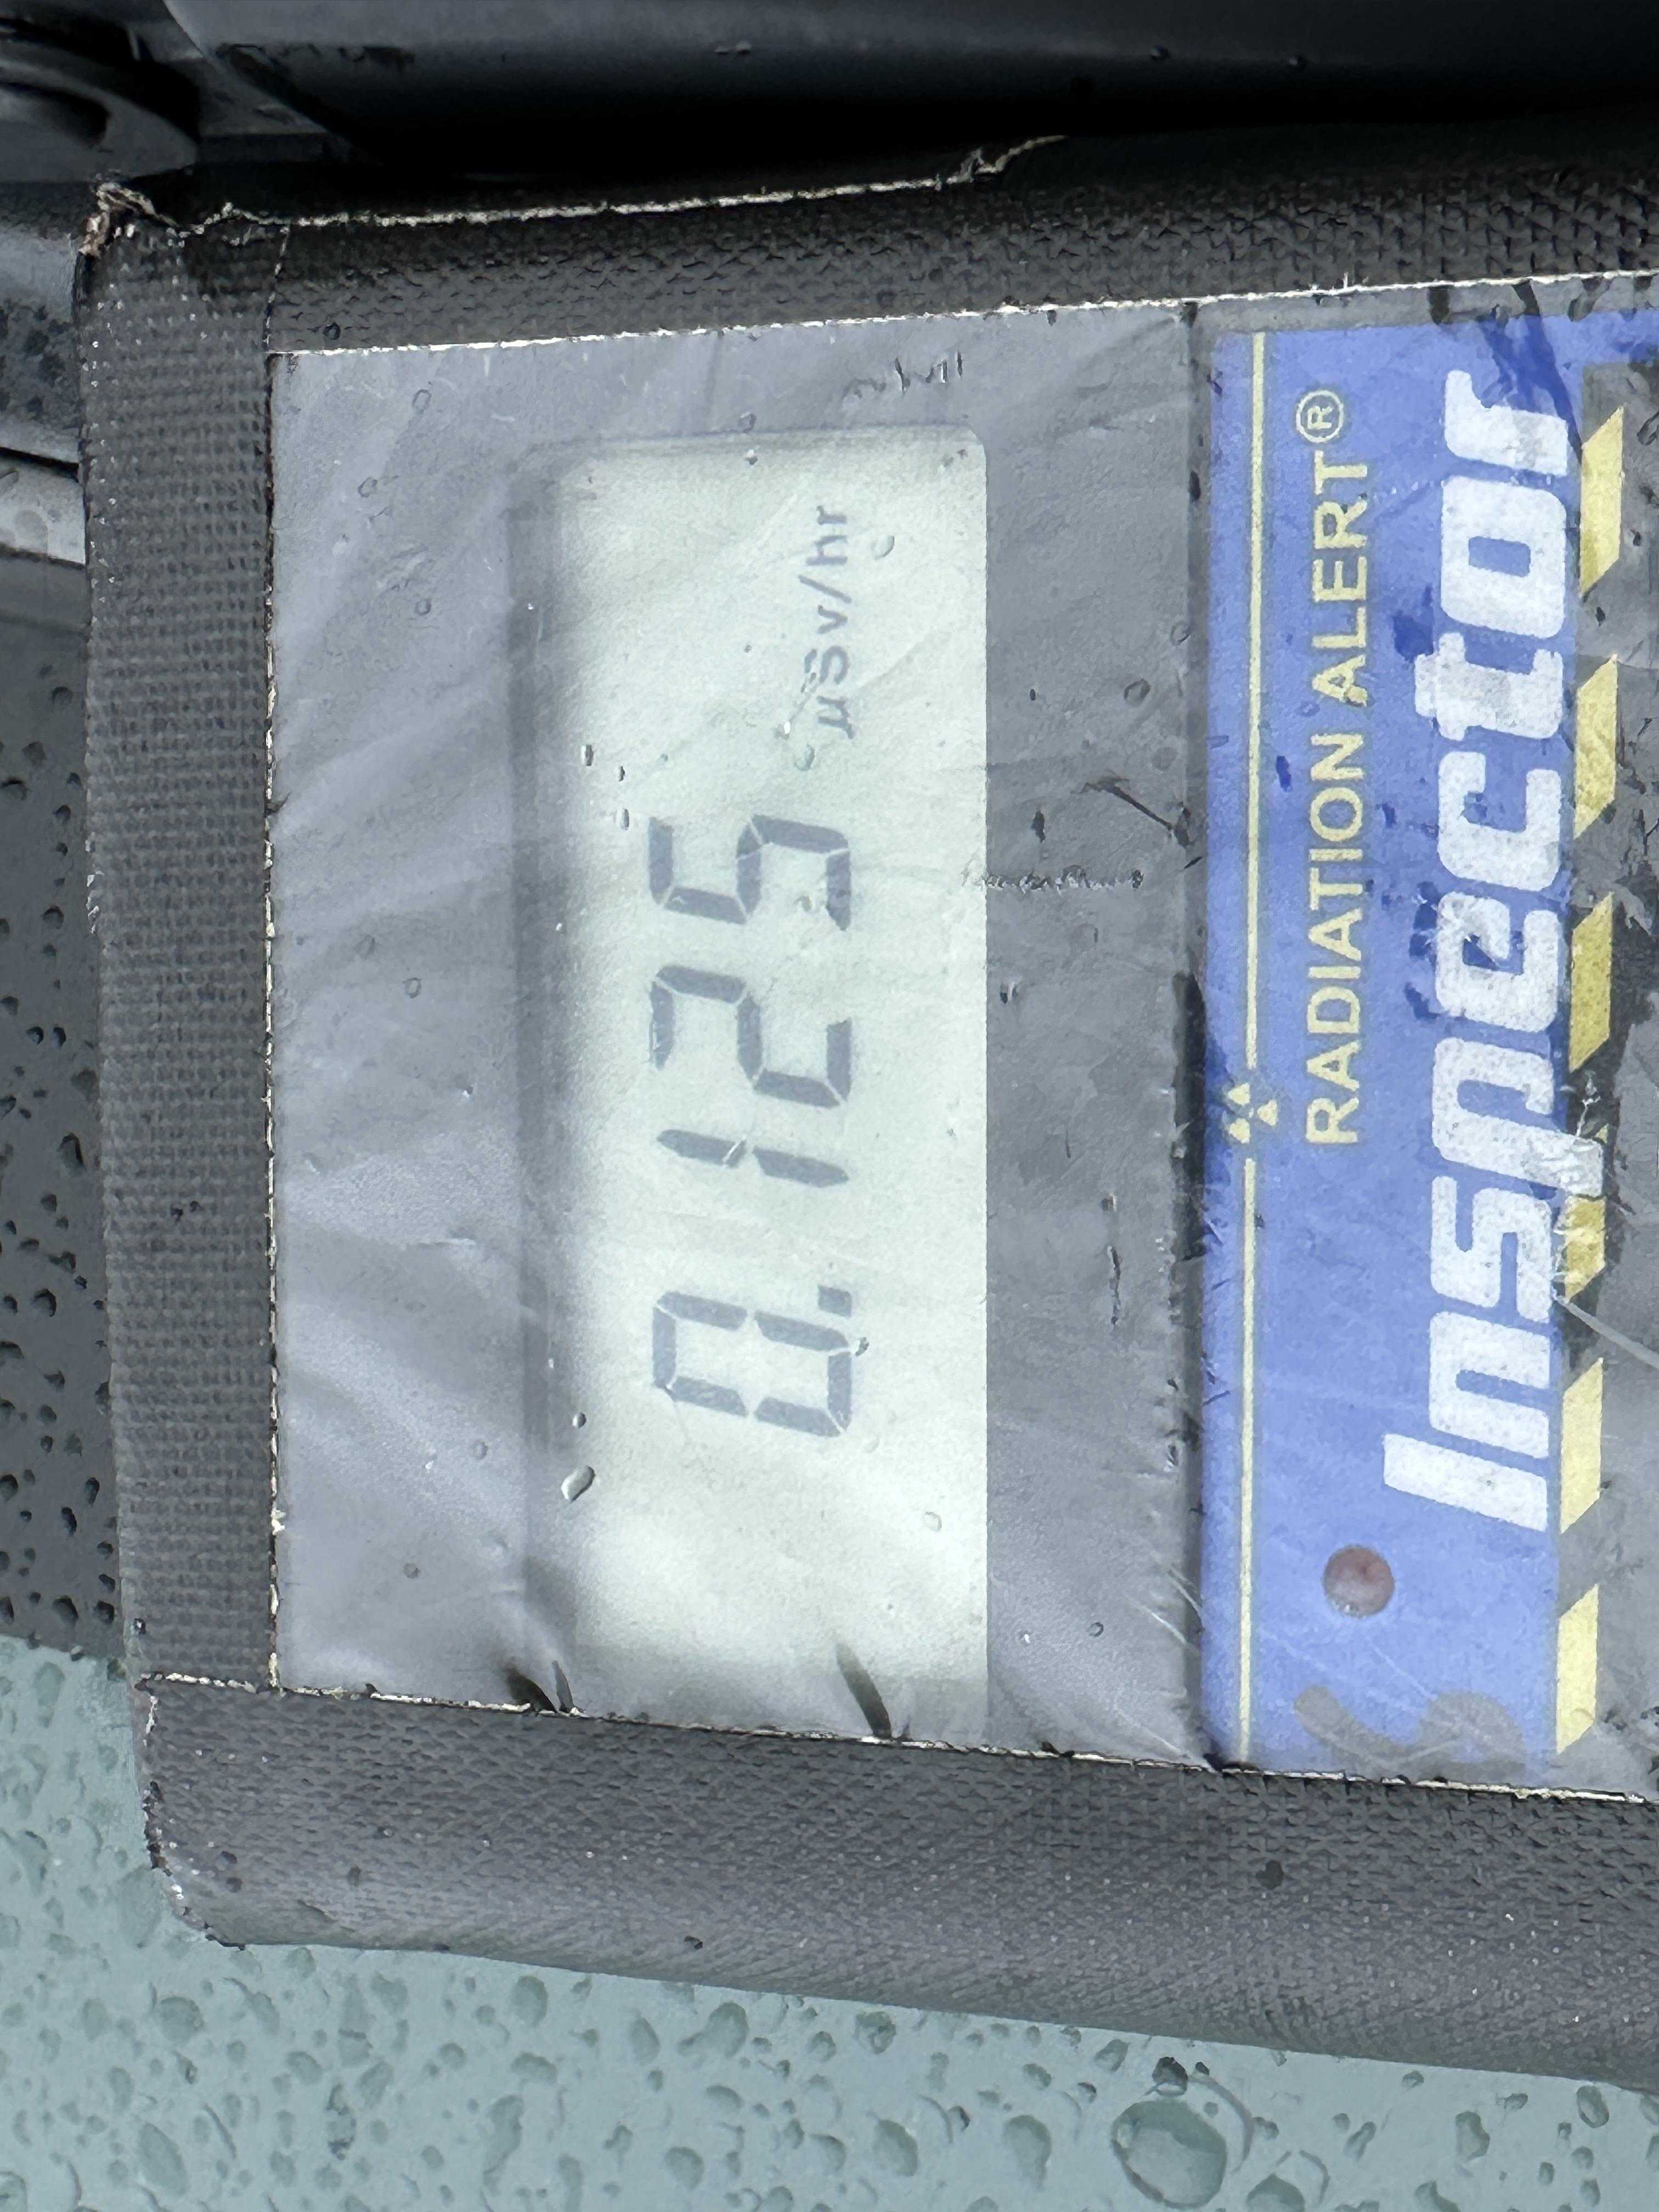 0.125 µSv/hr
RADIATION ALERT®
Inspector